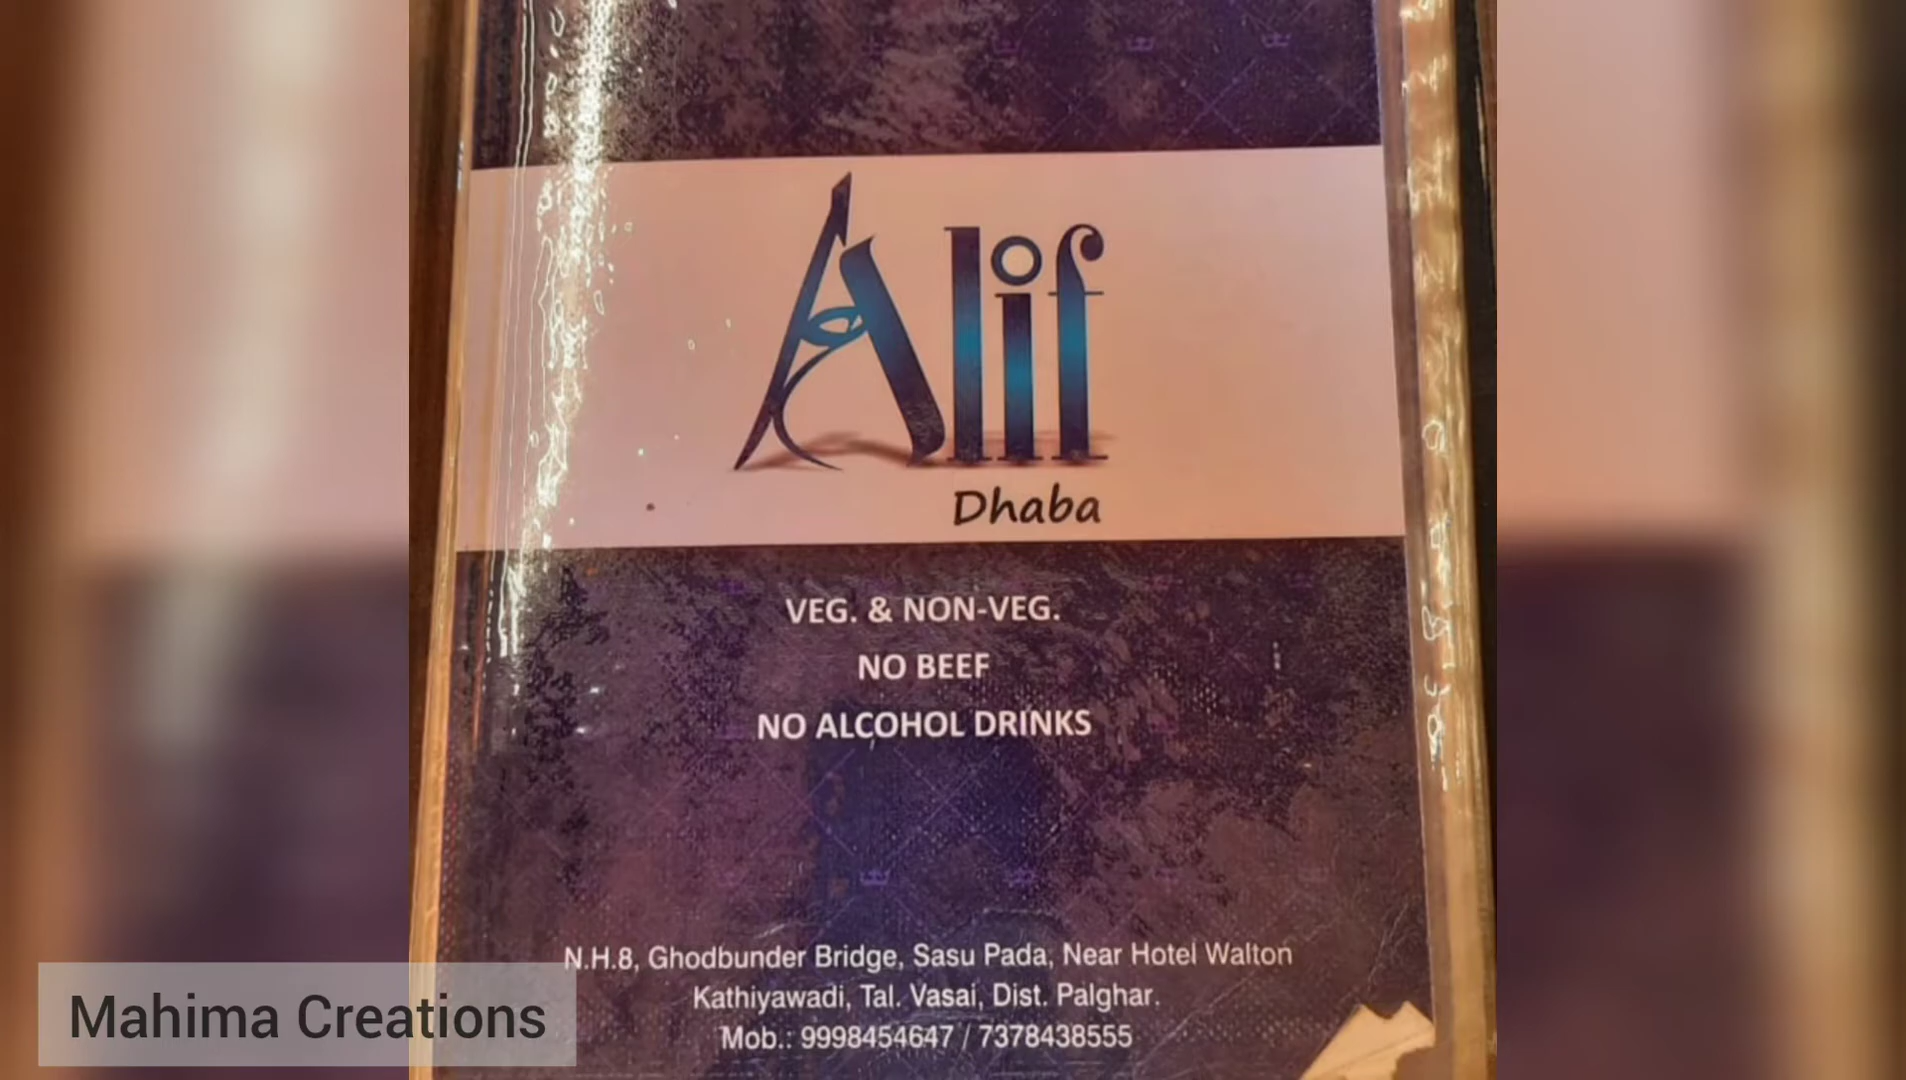 Alif
Dhaba
VEG. & NON-VEG.
NO BEEF
NO ALCOHOL DRINKS
N.H.8, Ghodbunder Bridge, Sasu Pada, Near Hotel Walton
Kathiyawadi, Tal. Vasai, Dist. Palghar.
Mob.: 9998454647 / 7378438555
Mahima Creations